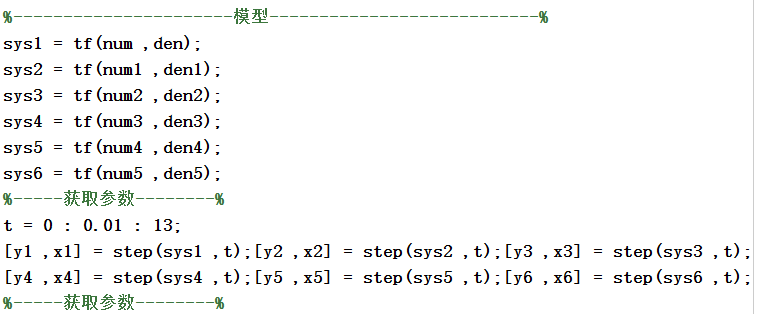 %----------------------模型---------------------------%
sys1 = tf(num ,den);
sys2 = tf(num1 ,den1);
sys3 = tf(num2 ,den2);
sys4 = tf(num3 ,den3);
sys5 = tf(num4 ,den4);
sys6 = tf(num5 ,den5);
%-----获取参数--------%
t = 0 : 0.01 : 13;
[y1 ,x1] = step(sys1 ,t);[y2 ,x2] = step(sys2 ,t);[y3 ,x3] = step(sys3 ,t);
[y4 ,x4] = step(sys4 ,t);[y5 ,x5] = step(sys5 ,t);[y6 ,x6] = step(sys6 ,t);
%-----获取参数--------%